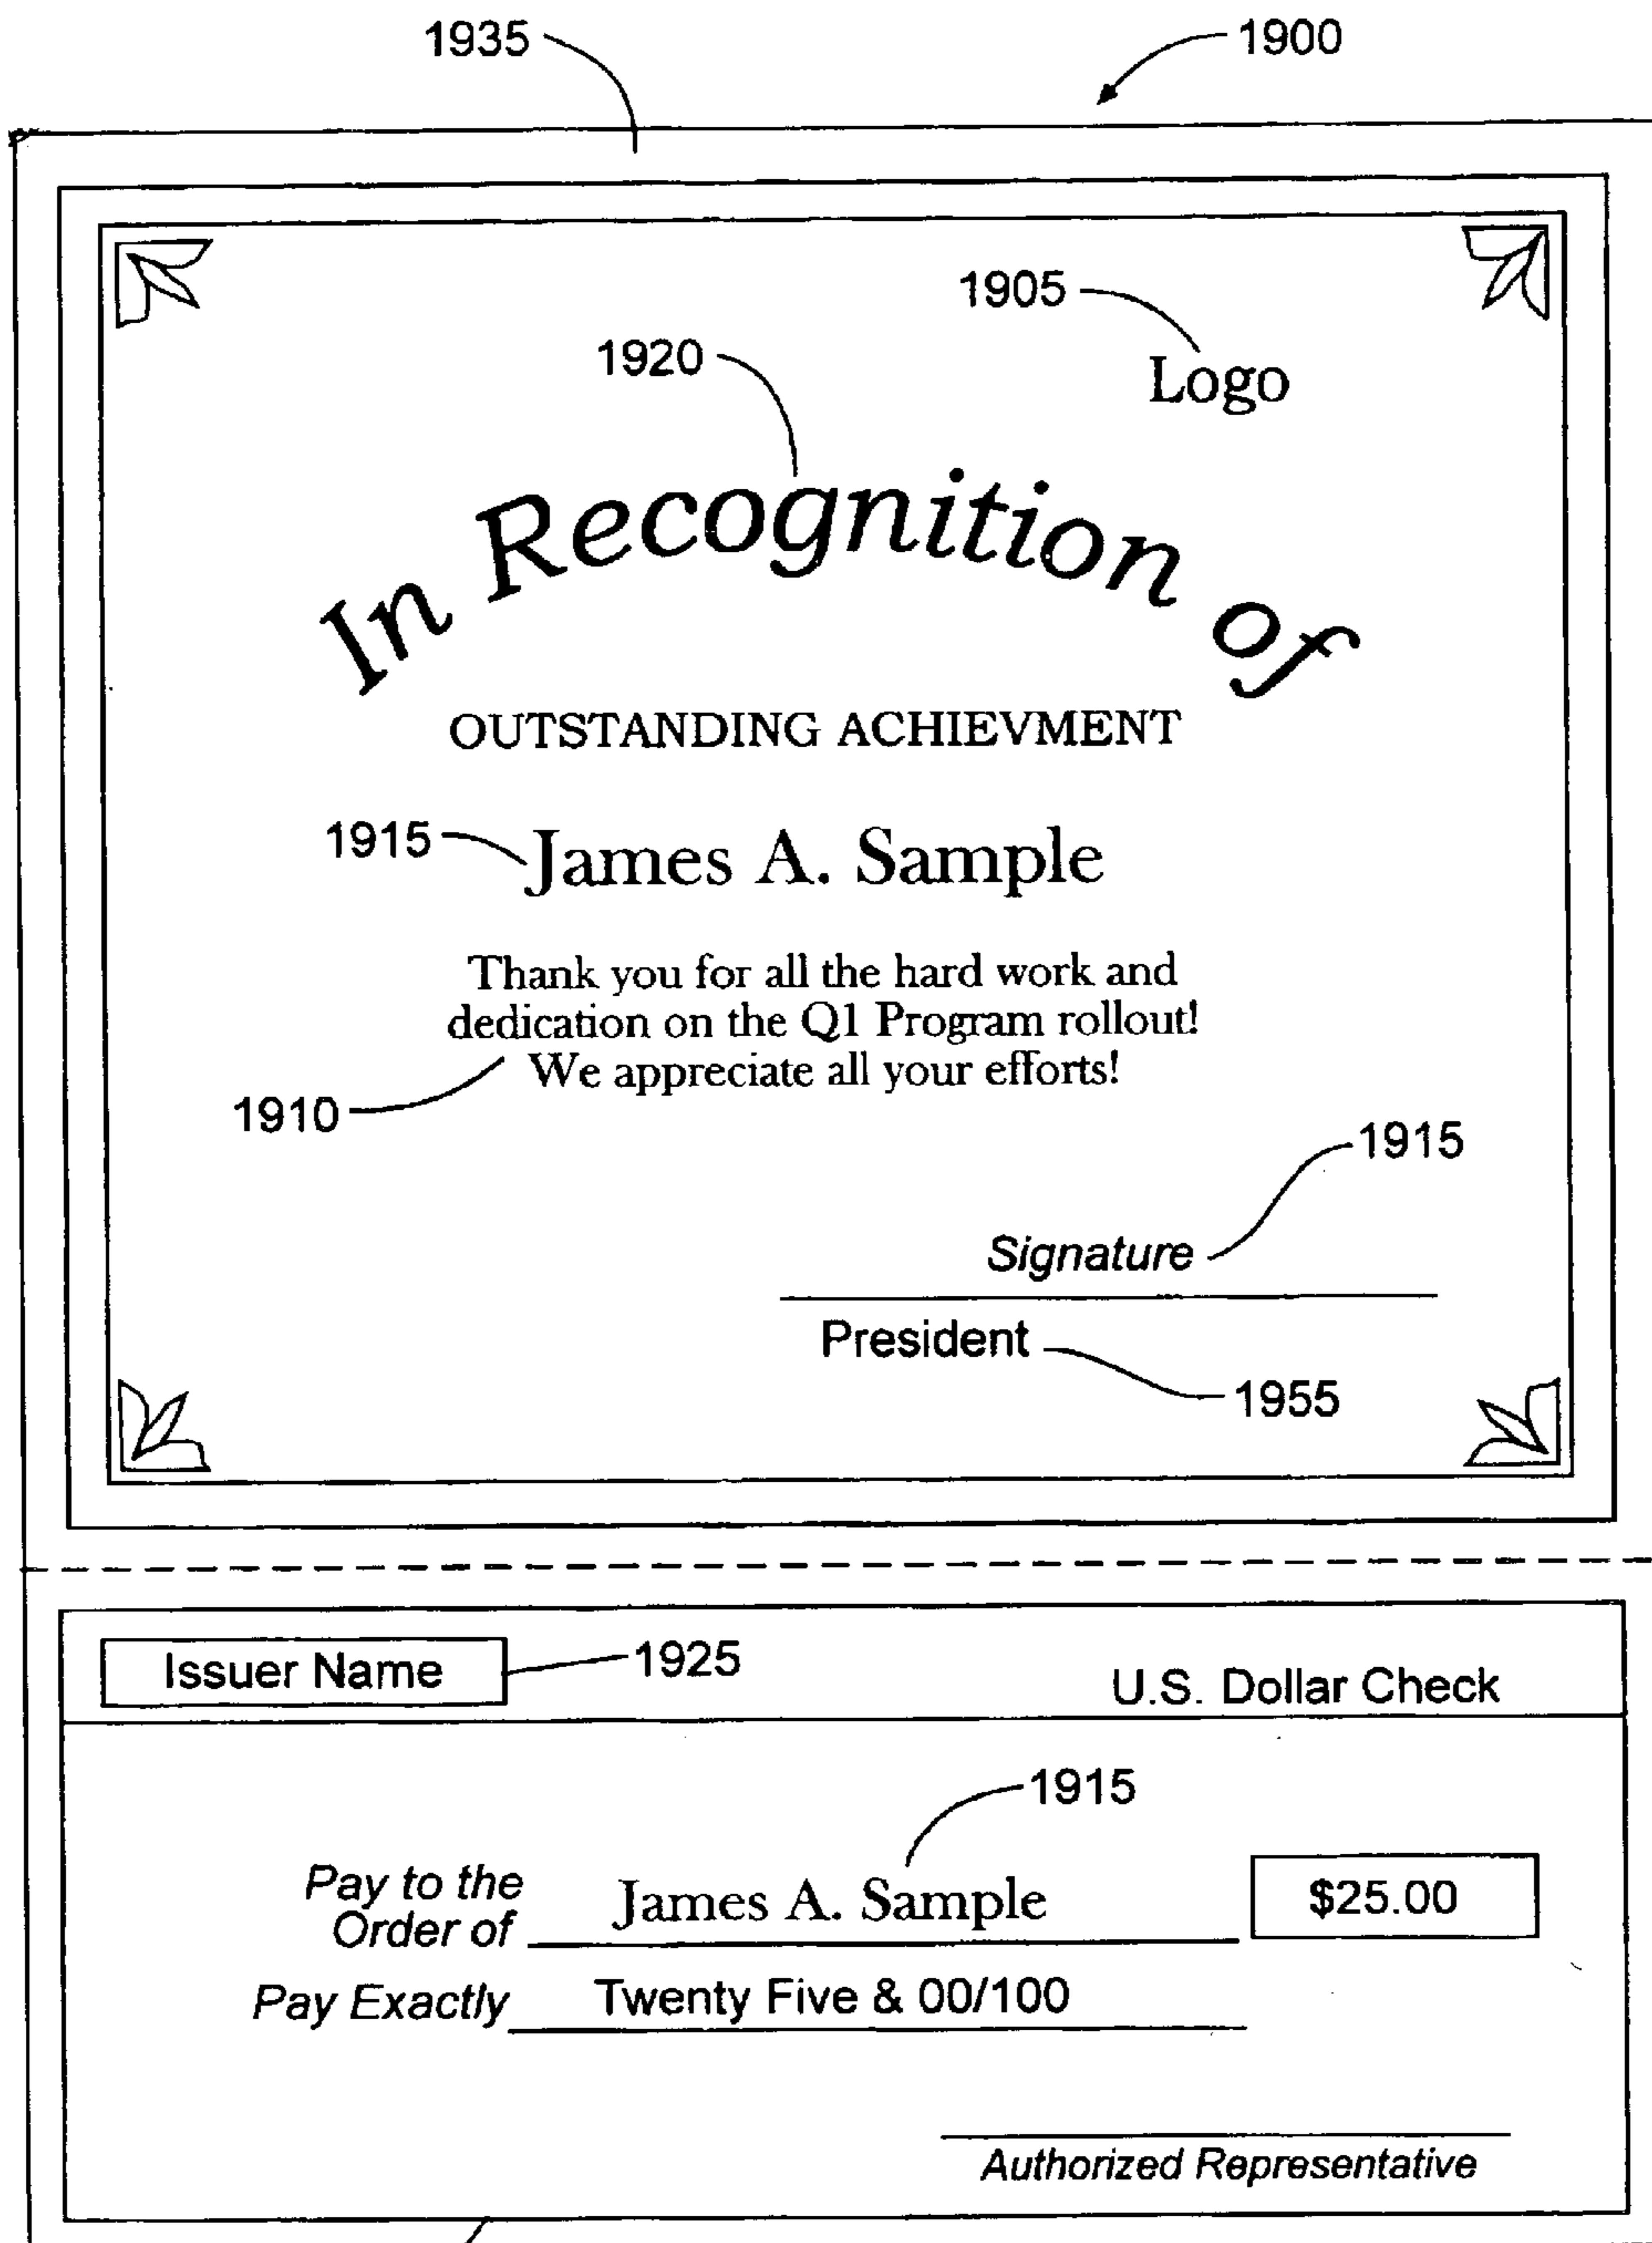 1935
1900
1905
1920
Logo
In Recognition of
OUTSTANDING ACHIEVMENT
1915
James A. Sample
Thank you for all the hard work and
dedication on the Q1 Program rollout!
We appreciate all your efforts!
1910
1915
Signature
President
1955
Issuer Name
1925
U.S. Dollar Check
1915
Pay to the
Order of
James A. Sample
$25.00
Pay Exactly
Twenty Five & 00/100
Authorized Representative